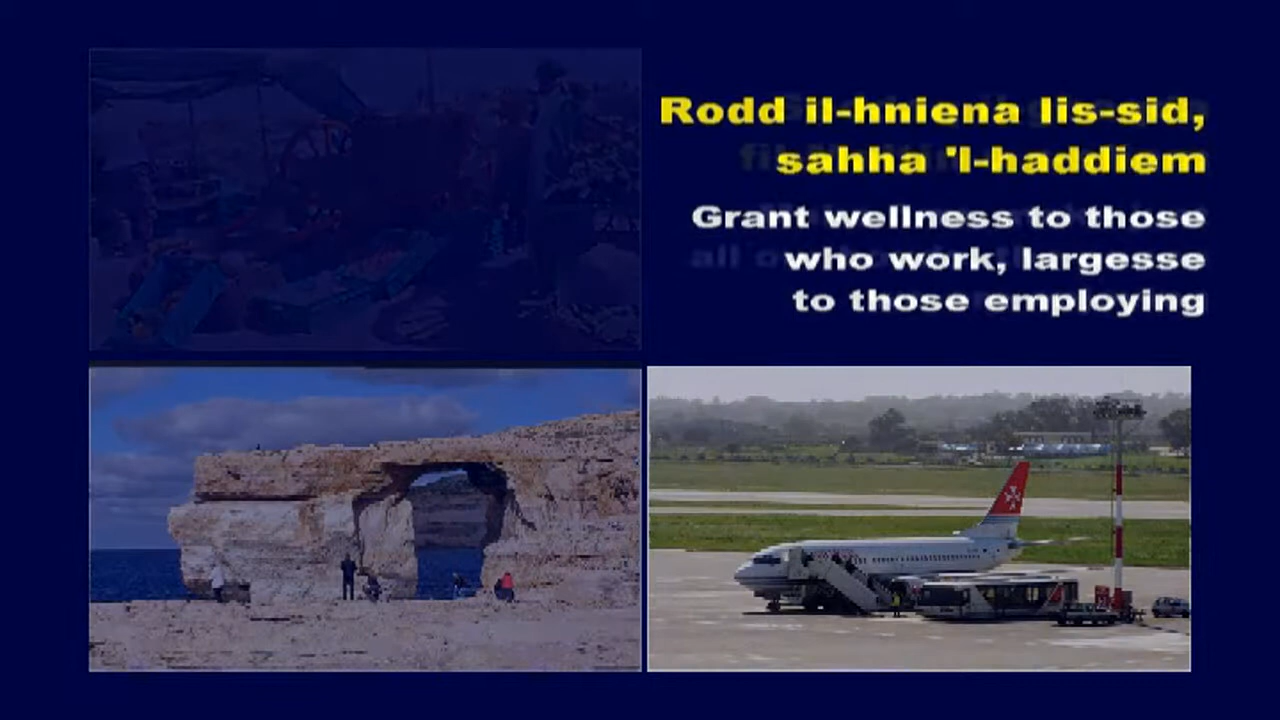 Rodd il-hniena lis-sid,
sahha 'l-haddiem
Grant wellness to those
who work, largesse
to those employing